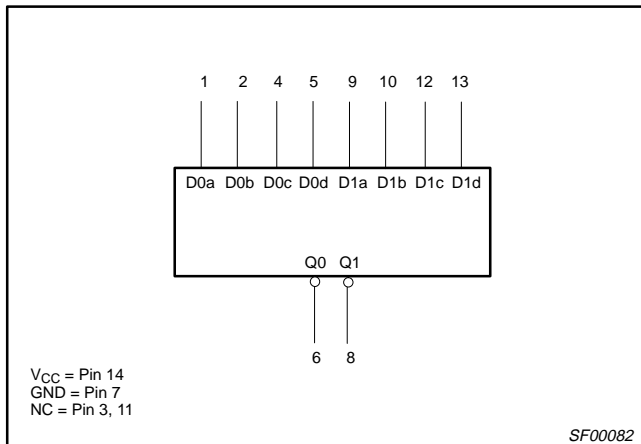 1 2 4 5 9 10 12 13
D0a D0b D0c D0d D1a D1b D1c D1d
Q0 Q1
6 8
VCC = Pin 14
GND = Pin 7
NC = Pin 3, 11
SF00082